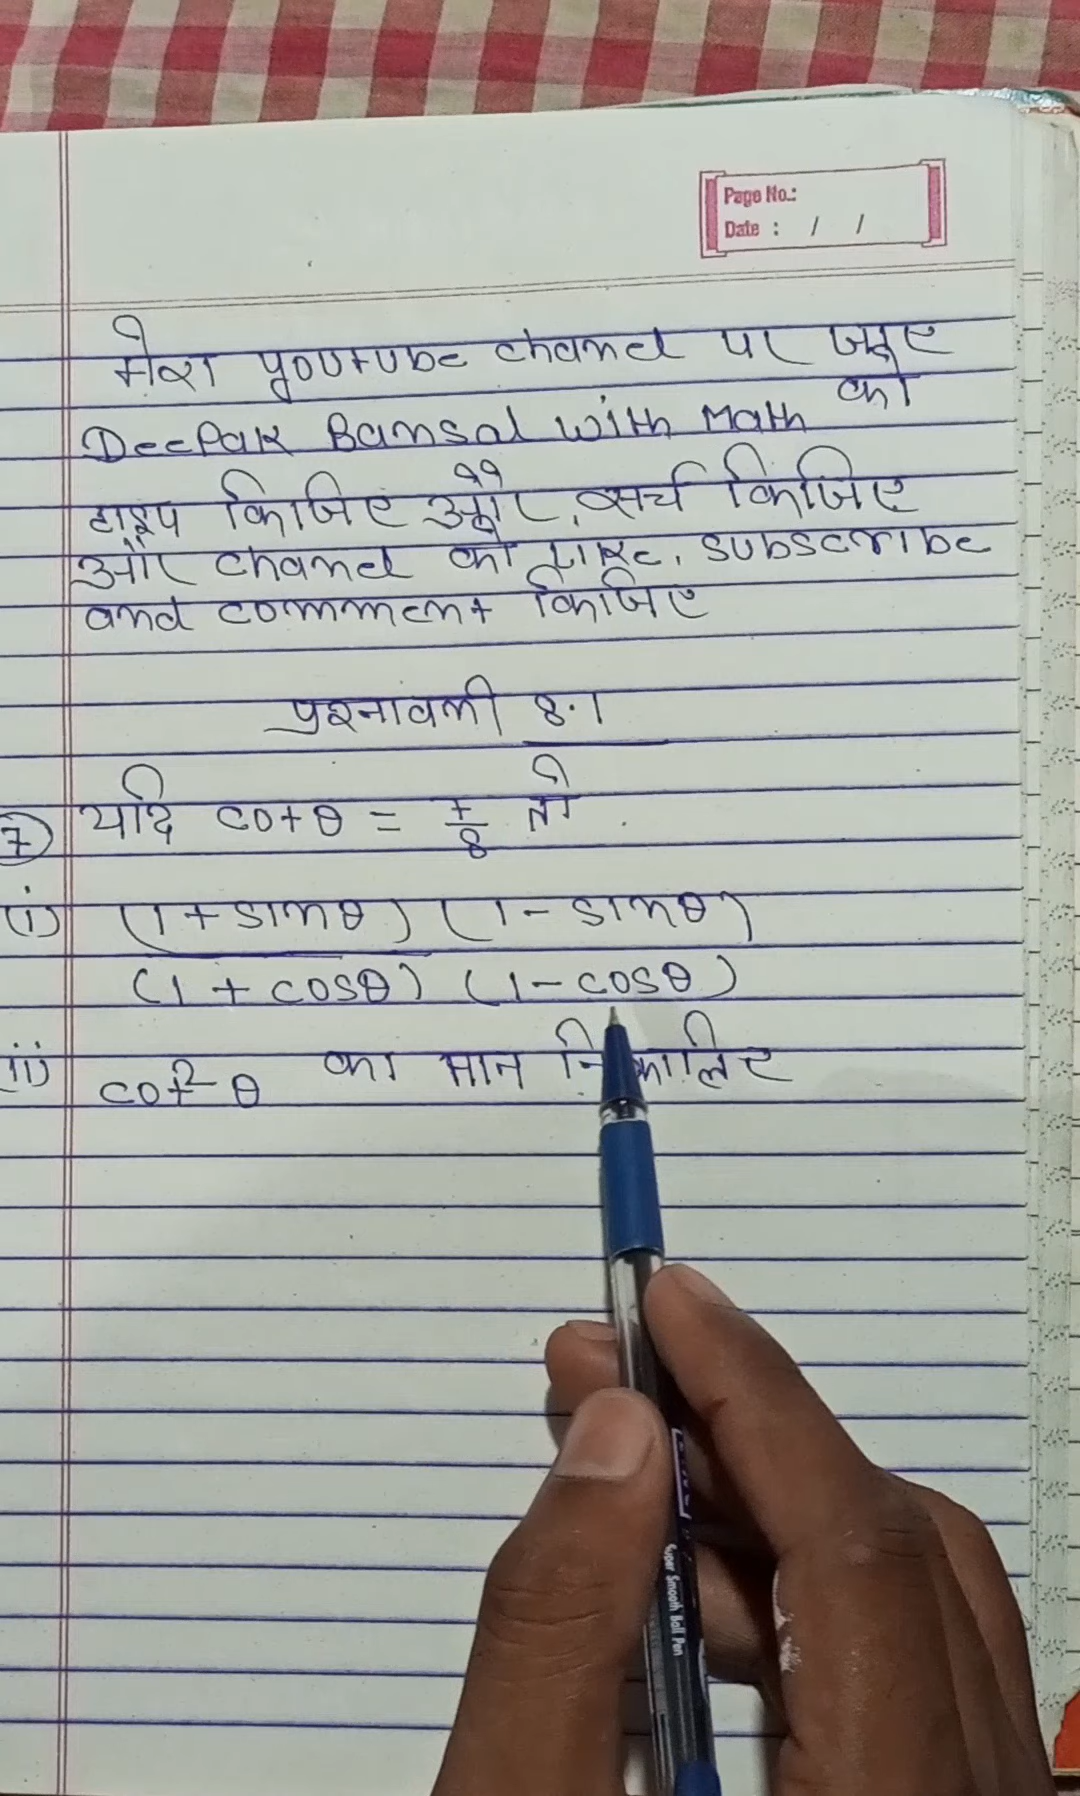 Page No.:
Date : / /
मेरा youtube chanel पर जाए
Deepak Bansal with Math को
टाइप किजिए और सर्च किजिए
और chanel को like, subscribe
and comment किजिए
प्रश्नावली 8.1
7 यदि cot θ = 7/8 तो
(i) (1 + sinθ) (1 - sinθ)
(1 + cosθ) (1 - cosθ)
(ii) cot² θ का मान निकालिए
Super Smooth Ball Pen